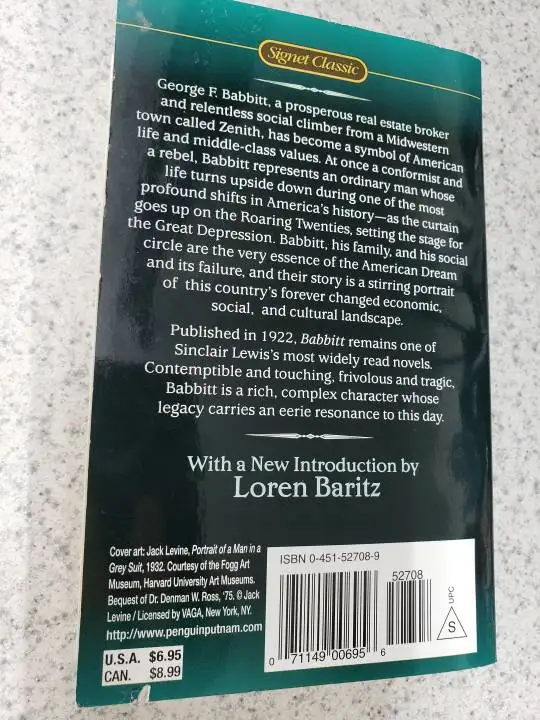 Signet Classic
George F. Babbitt, a prosperous real estate broker
and relentless social climber from a Midwestern
town called Zenith, has become a symbol of American
life and middle-class values. At once a conformist and
a rebel, Babbitt represents an ordinary man whose
life turns upside down during one of the most
profound shifts in America's history—as the curtain
goes up on the Roaring Twenties, setting the stage for
the Great Depression. Babbitt, his family, and his social
circle are the very essence of the American Dream
and its failure, and their story is a stirring portrait
of this country's forever changed economic,
social, and cultural landscape.
Published in 1922, Babbitt remains one of
Sinclair Lewis's most widely read novels.
Contemptible and touching, frivolous and tragic,
Babbitt is a rich, complex character whose
legacy carries an eerie resonance to this day.
With a New Introduction by
Loren Baritz
Cover art: Jack Levine, Portrait of a Man in a
Grey Suit, 1932. Courtesy of the Fogg Art
Museum, Harvard University Art Museums.
Bequest of Dr. Denman W. Ross, '75. © Jack
Levine / Licensed by VAGA, New York, NY.
http://www.penguinputnam.com
U.S.A. $6.95
CAN. $8.99
ISBN 0-451-52708-9
52708
0 71149 00695 6
UPC
S